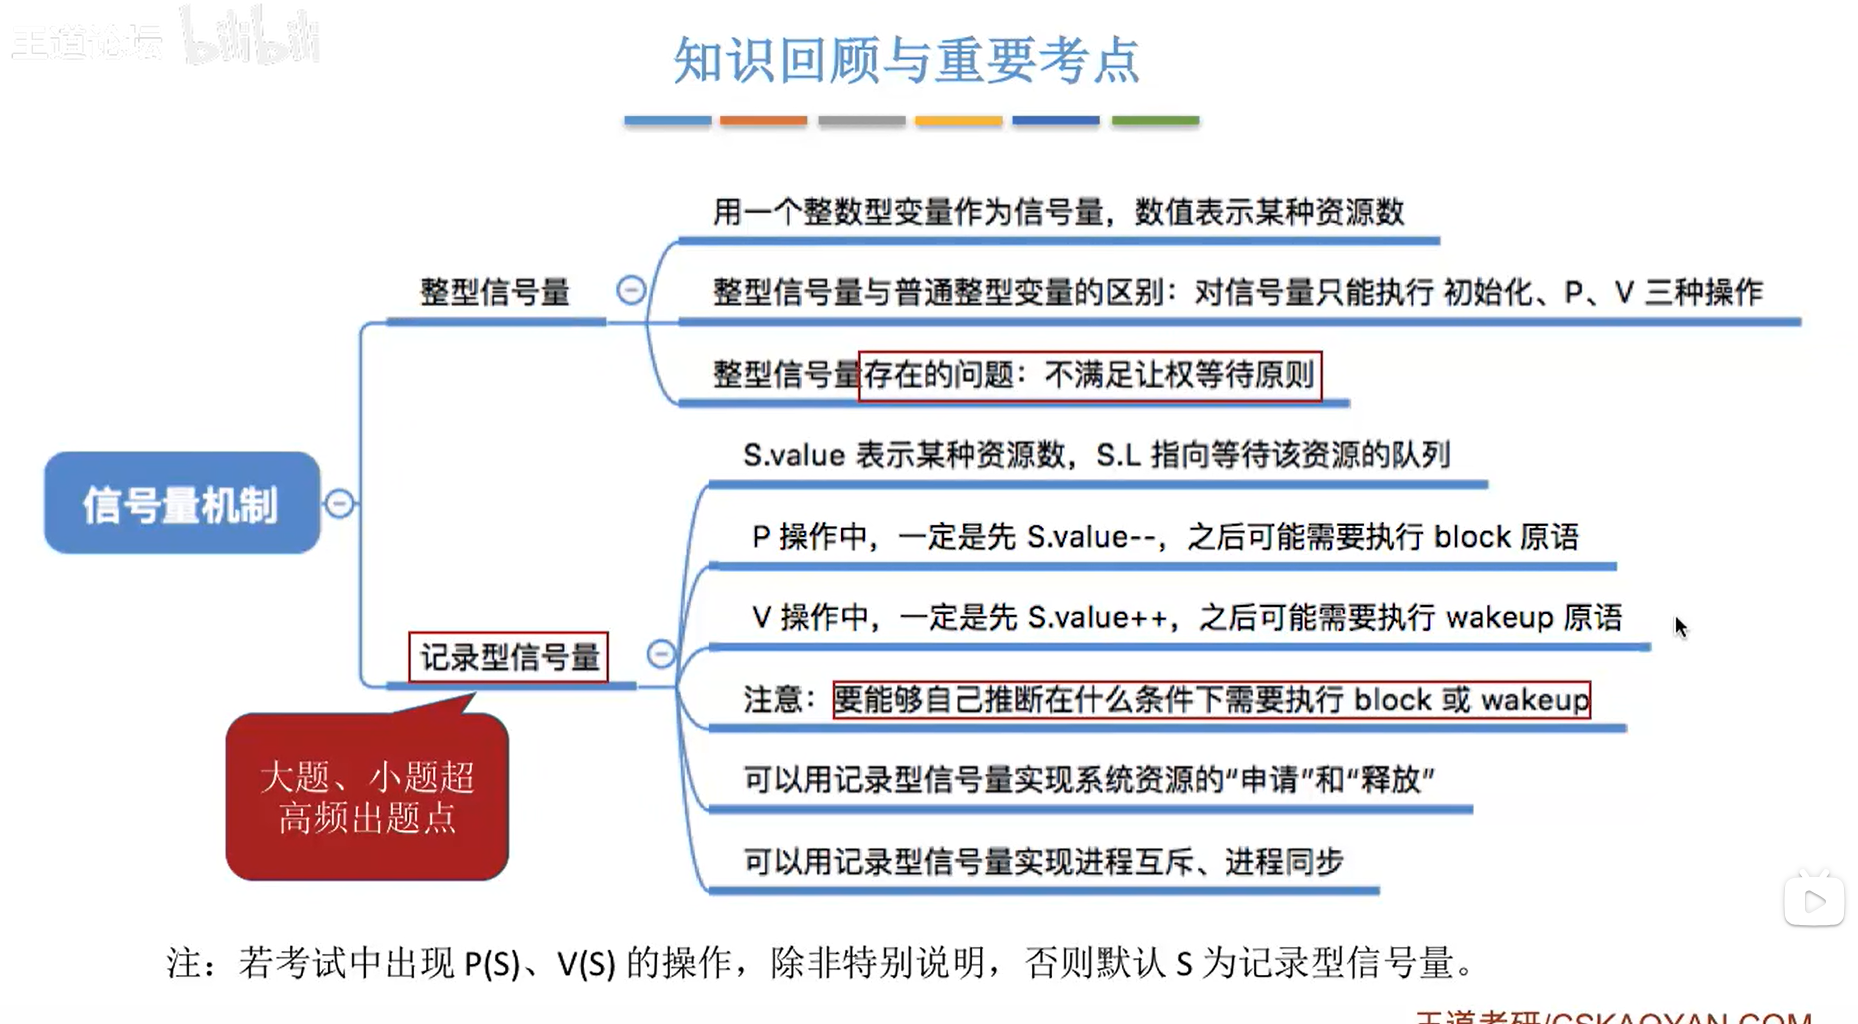 王道论坛 bilibili
知识回顾与重要考点
用一个整数型变量作为信号量，数值表示某种资源数
整型信号量
整型信号量与普通整型变量的区别：对信号量只能执行 初始化、P、V 三种操作
整型信号量存在的问题：不满足让权等待原则
信号量机制
S.value 表示某种资源数，S.L 指向等待该资源的队列
P 操作中，一定是先 S.value--，之后可能需要执行 block 原语
V 操作中，一定是先 S.value++，之后可能需要执行 wakeup 原语
记录型信号量
注意：要能够自己推断在什么条件下需要执行 block 或 wakeup
可以用记录型信号量实现系统资源的“申请”和“释放”
可以用记录型信号量实现进程互斥、进程同步
大题、小题超
高频出题点
注：若考试中出现 P(S)、V(S) 的操作，除非特别说明，否则默认 S 为记录型信号量。
王道考研/CSKAOYAN.COM